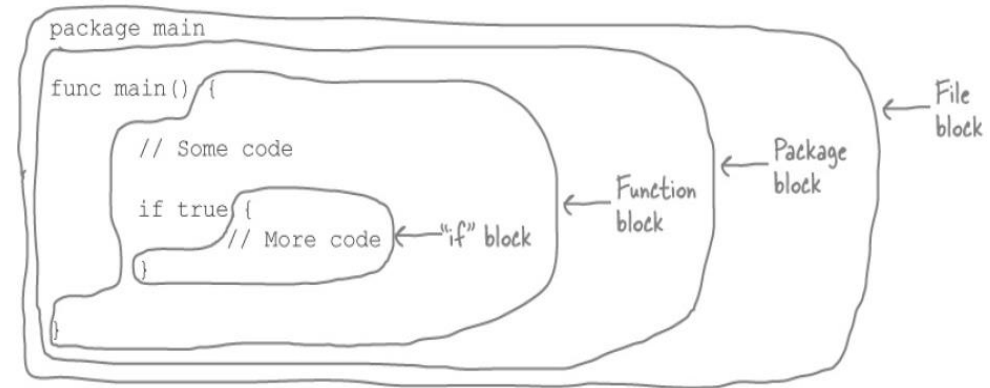 package main
func main() {
// Some code
if true {
// More code
}
}
"if" block
Function
block
Package
block
File
block